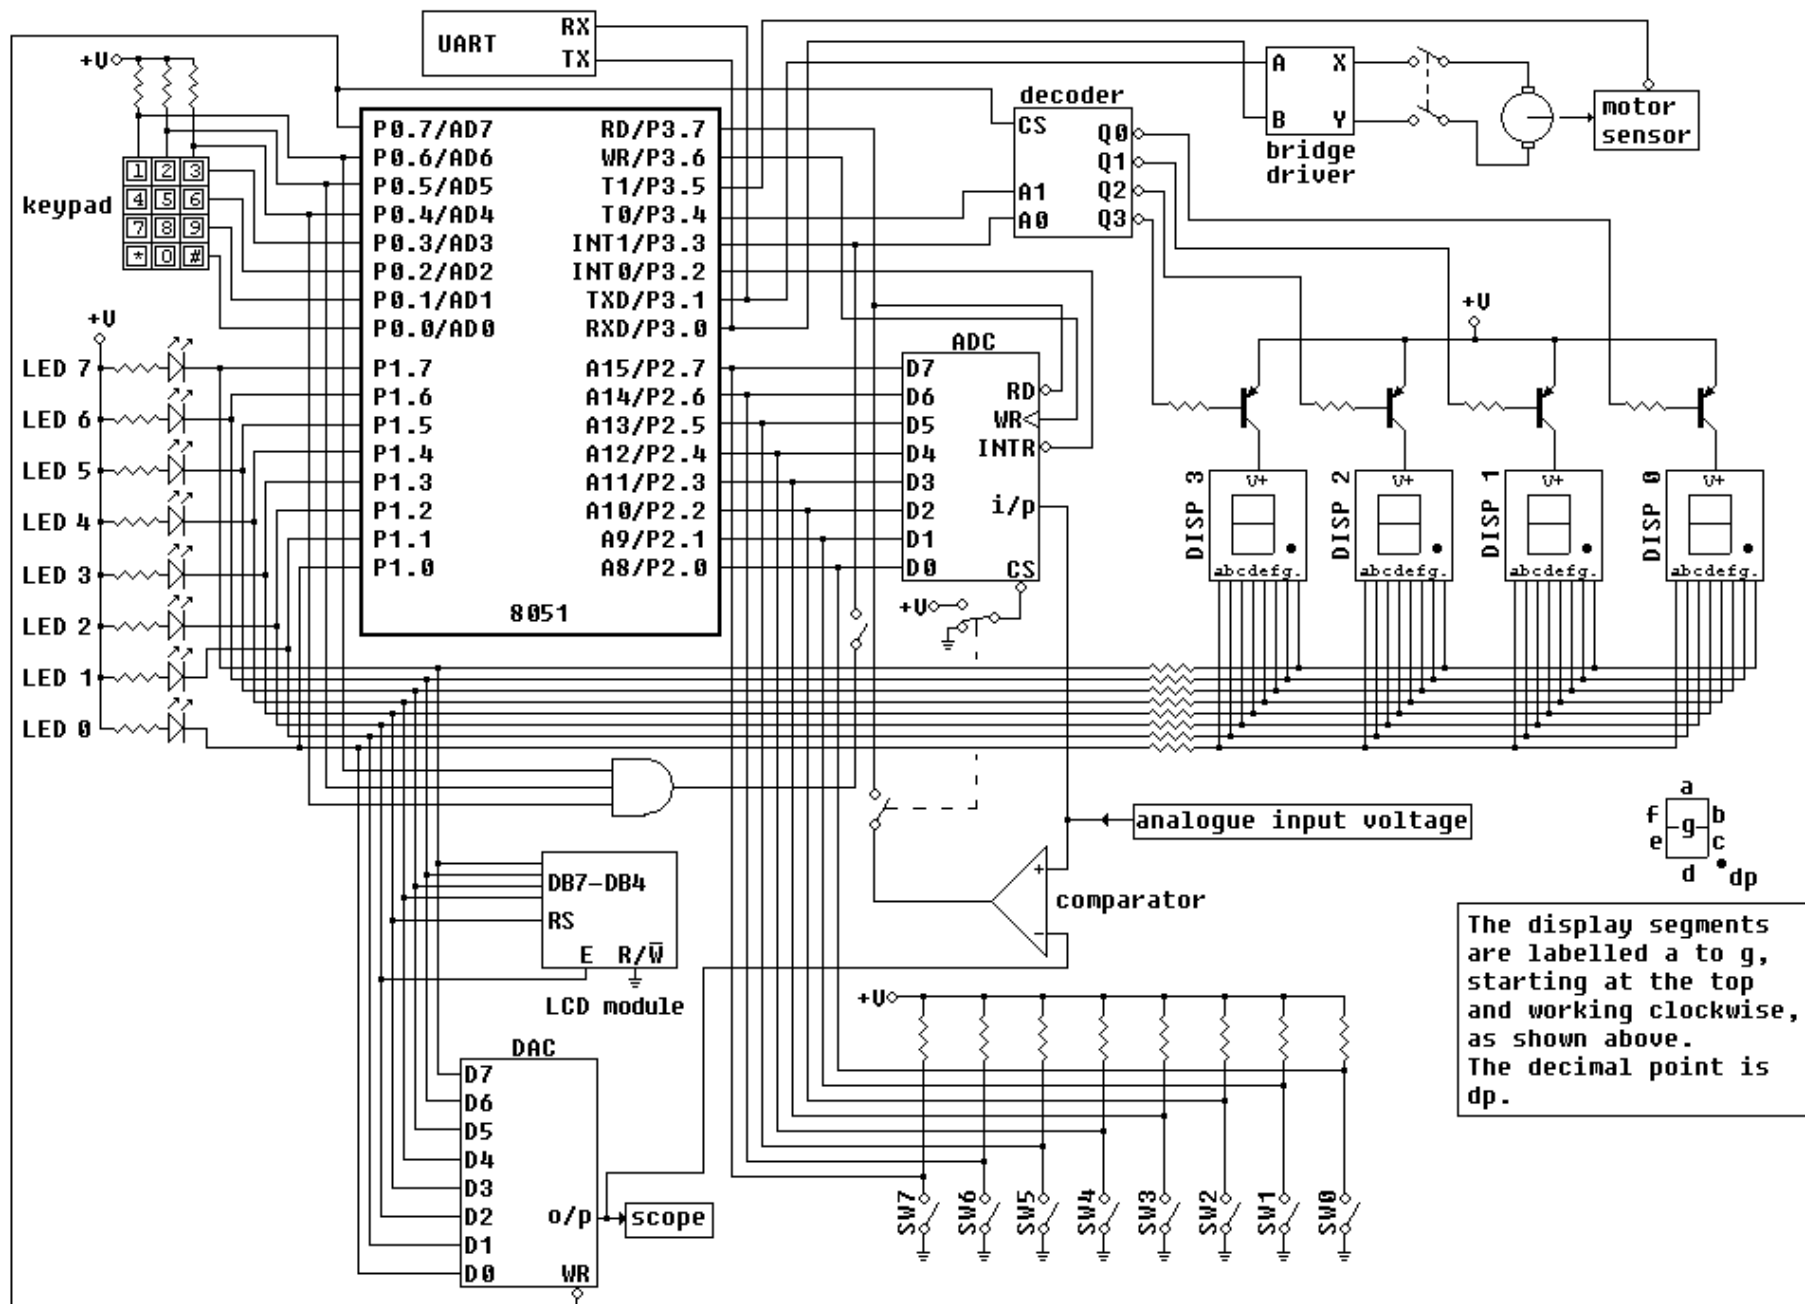 UART
RX
TX
+V
keypad
1 2 3
4 5 6
7 8 9
* 0 #
P0.7/AD7
P0.6/AD6
P0.5/AD5
P0.4/AD4
P0.3/AD3
P0.2/AD2
P0.1/AD1
P0.0/AD0
P1.7
P1.6
P1.5
P1.4
P1.3
P1.2
P1.1
P1.0
RD/P3.7
WR/P3.6
T1/P3.5
T0/P3.4
INT1/P3.3
INT0/P3.2
TXD/P3.1
RXD/P3.0
A15/P2.7
A14/P2.6
A13/P2.5
A12/P2.4
A11/P2.3
A10/P2.2
A9/P2.1
A8/P2.0
8051
+V
LED 7
LED 6
LED 5
LED 4
LED 3
LED 2
LED 1
LED 0
decoder
CS
A1
A0
Q0
Q1
Q2
Q3
A
B
X
Y
bridge
driver
motor
sensor
ADC
D7
D6
D5
D4
D3
D2
D1
D0
RD
WR
INTR
i/p
CS
+V
+V
DISP 3
V+
abcdefg.
DISP 2
V+
abcdefg.
DISP 1
V+
abcdefg.
DISP 0
V+
abcdefg.
analogue input voltage
+
-
comparator
DB7-DB4
RS
E
R/W̅
LCD module
DAC
D7
D6
D5
D4
D3
D2
D1
D0
o/p
WR
scope
+V
SW7
SW6
SW5
SW4
SW3
SW2
SW1
SW0
a
f
b
g
e
c
d
dp
The display segments
are labelled a to g,
starting at the top
and working clockwise,
as shown above.
The decimal point is
dp.